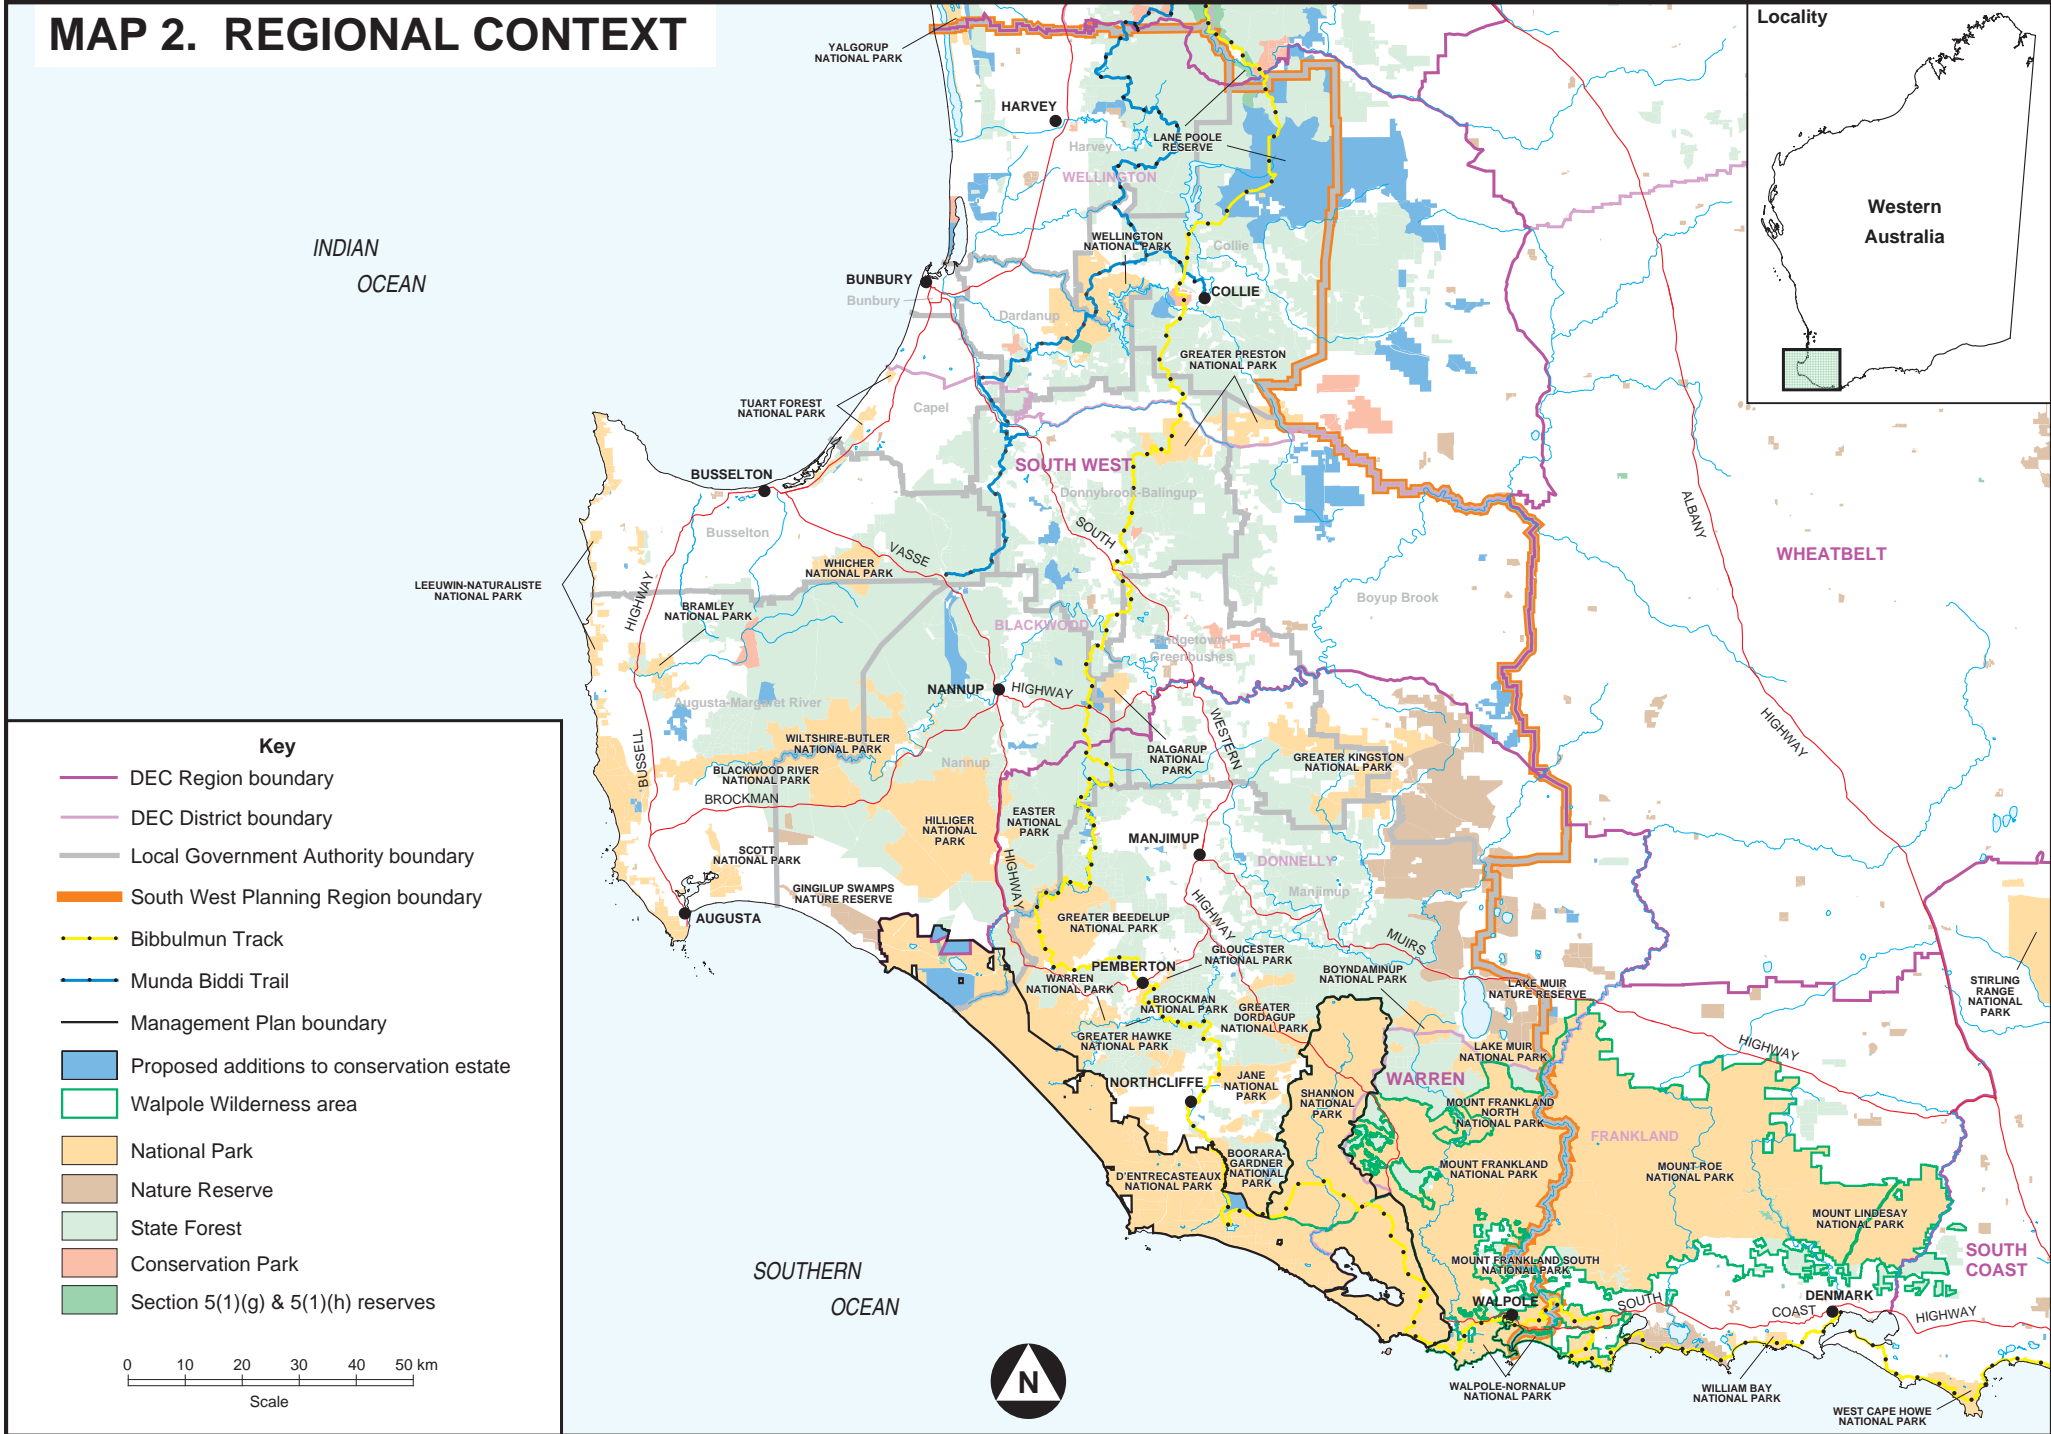 MAP 2.  REGIONAL CONTEXT
Locality
Western
Australia
YALGORUP
NATIONAL PARK
HARVEY
Harvey
LANE POOLE
RESERVE
WELLINGTON
INDIAN
OCEAN
WELLINGTON
NATIONAL PARK
Collie
BUNBURY
Bunbury
COLLIE
Dardanup
GREATER PRESTON
NATIONAL PARK
TUART FOREST
NATIONAL PARK
Capel
BUSSELTON
SOUTH WEST
Donnybrook-Balingup
ALBANY
Busselton
SOUTH
VASSE
WHEATBELT
WHICHER
NATIONAL PARK
LEEUWIN-NATURALISTE
NATIONAL PARK
HIGHWAY
BRAMLEY
NATIONAL PARK
Boyup Brook
BLACKWOOD
Bridgetown-
Greenbushes
NANNUP
HIGHWAY
Augusta-Margaret River
WESTERN
HIGHWAY
BUSSELL
WILTSHIRE-BUTLER
NATIONAL PARK
DALGARUP
NATIONAL
PARK
GREATER KINGSTON
NATIONAL PARK
BLACKWOOD RIVER
NATIONAL PARK
Nannup
BROCKMAN
HILLIGER
NATIONAL
PARK
EASTER
NATIONAL
PARK
MANJIMUP
DONNELLY
SCOTT
NATIONAL PARK
HIGHWAY
Manjimup
GINGILUP SWAMPS
NATURE RESERVE
AUGUSTA
HIGHWAY
GREATER BEEDELUP
NATIONAL PARK
MUIRS
GLOUCESTER
NATIONAL PARK
PEMBERTON
BOYNDAMINUP
NATIONAL PARK
WARREN
NATIONAL PARK
LAKE MUIR
NATURE RESERVE
STIRLING
RANGE
NATIONAL
PARK
BROCKMAN
NATIONAL PARK
GREATER
DORDAGUP
NATIONAL PARK
GREATER HAWKE
NATIONAL PARK
LAKE MUIR
NATIONAL PARK
HIGHWAY
NORTHCLIFFE
JANE
NATIONAL
PARK
SHANNON
NATIONAL
PARK
WARREN
MOUNT FRANKLAND
NORTH
NATIONAL PARK
FRANKLAND
BOORARA-
GARDNER
NATIONAL
PARK
D'ENTRECASTEAUX
NATIONAL PARK
MOUNT FRANKLAND
NATIONAL PARK
MOUNT ROE
NATIONAL PARK
MOUNT LINDESAY
NATIONAL PARK
SOUTH
COAST
MOUNT FRANKLAND SOUTH
NATIONAL PARK
SOUTHERN
OCEAN
WALPOLE
SOUTH
COAST
HIGHWAY
DENMARK
WALPOLE-NORNALUP
NATIONAL PARK
WILLIAM BAY
NATIONAL PARK
WEST CAPE HOWE
NATIONAL PARK
N
Key
DEC Region boundary
DEC District boundary
Local Government Authority boundary
South West Planning Region boundary
Bibbulmun Track
Munda Biddi Trail
Management Plan boundary
Proposed additions to conservation estate
Walpole Wilderness area
National Park
Nature Reserve
State Forest
Conservation Park
Section 5(1)(g) & 5(1)(h) reserves
0 10 20 30 40 50 km
Scale